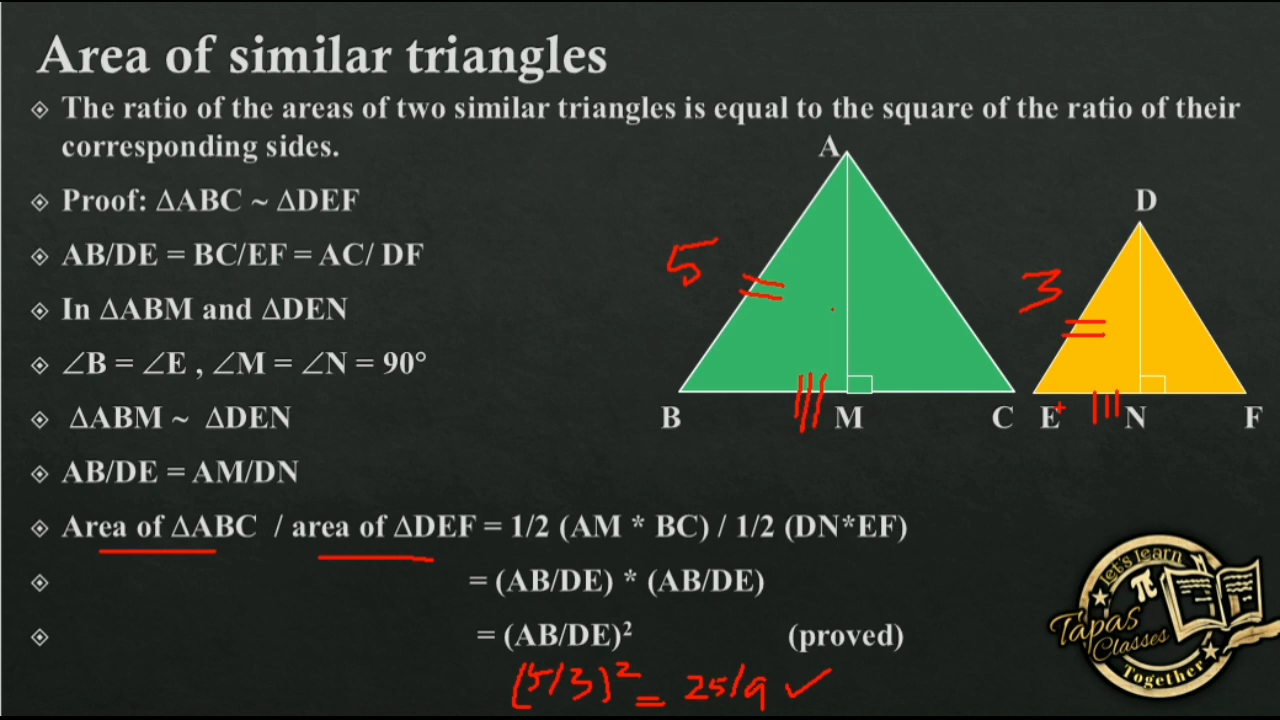 Area of similar triangles
The ratio of the areas of two similar triangles is equal to the square of the ratio of their
corresponding sides.
Proof: ΔABC ~ ΔDEF
AB/DE = BC/EF = AC/ DF
In ΔABM and ΔDEN
∠B = ∠E , ∠M = ∠N = 90°
ΔABM ~ ΔDEN
AB/DE = AM/DN
Area of ΔABC / area of ΔDEF = 1/2 (AM * BC) / 1/2 (DN*EF)
= (AB/DE) * (AB/DE)
= (AB/DE)² (proved)
(5/3)² = 25/9 ✓
A
5
B
M
C
D
3
E
N
F
Let's learn
π
Tapas
Classes
Together